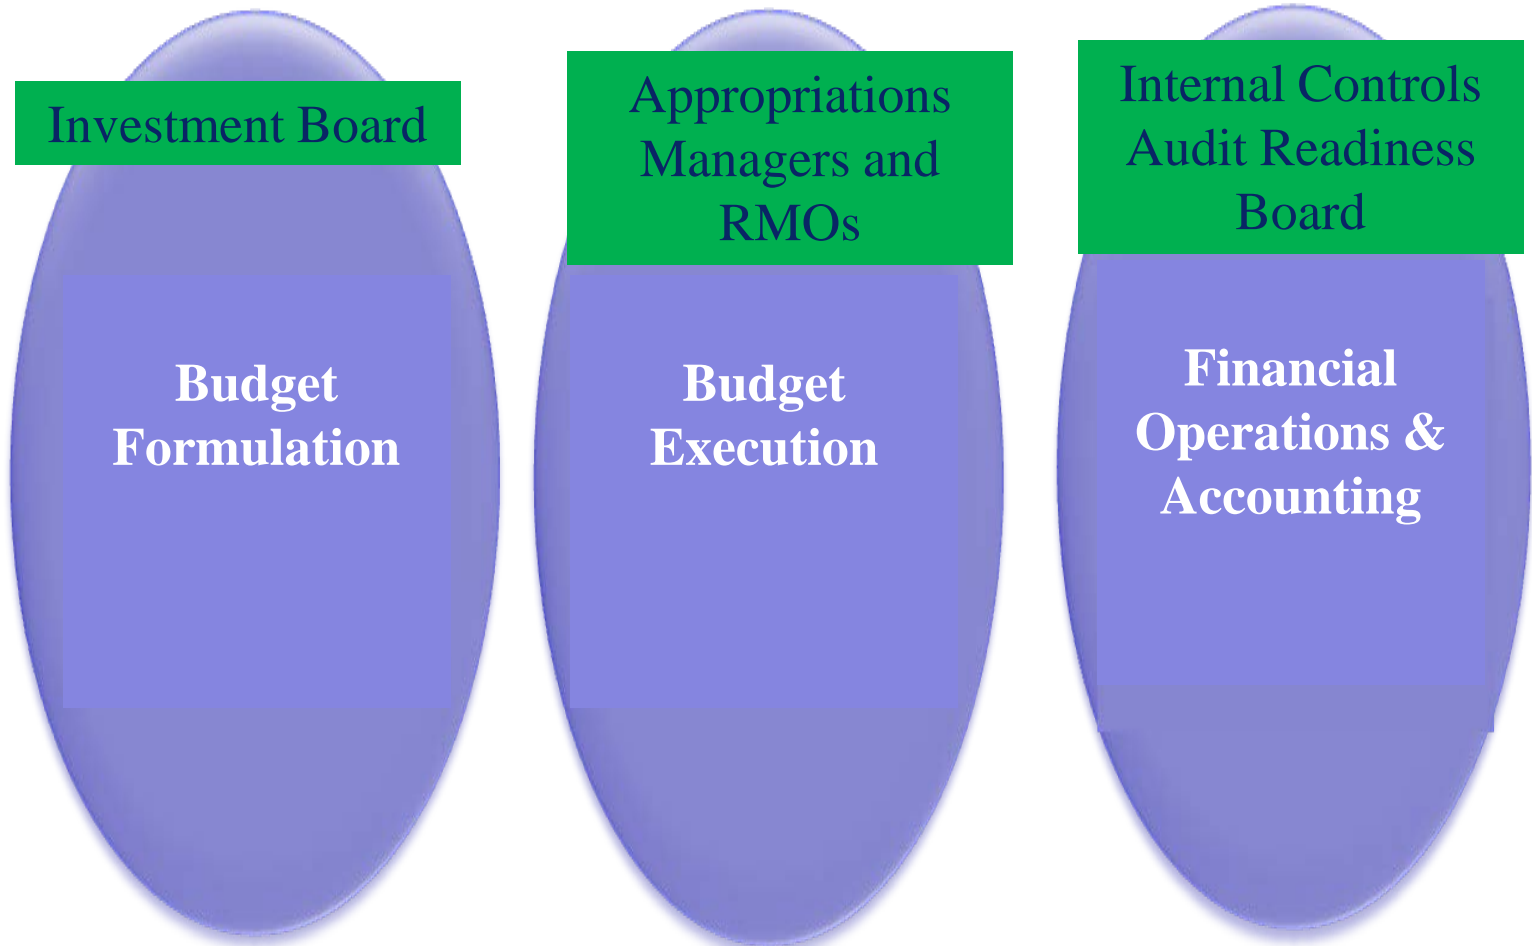 Investment Board
Budget
Formulation
Appropriations
Managers and
RMOs
Budget
Execution
Internal Controls
Audit Readiness
Board
Financial
Operations &
Accounting